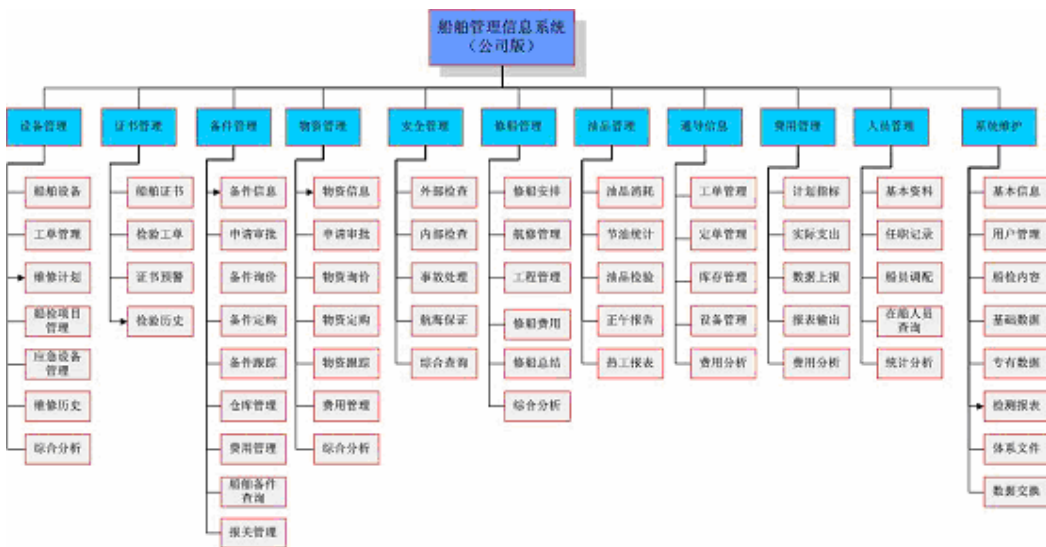 船舶管理信息系统
（公司版）
设备管理
证书管理
备件管理
物资管理
安全管理
修船管理
油品管理
通导信息
费用管理
人员管理
系统维护
船舶设备
工单管理
维修计划
船检项目
管理
应急设备
管理
维修历史
综合分析
船舶证书
检验工单
证书预警
检验历史
备件信息
申请审批
备件询价
备件定购
备件跟踪
仓库管理
费用管理
船舶备件
查询
报关管理
物资信息
申请审批
物资询价
物资定购
物资跟踪
费用管理
综合分析
外部检查
内部检查
事故处理
航海保证
综合查询
修船安排
航修管理
工程管理
修船费用
修船总结
综合分析
油品消耗
节油统计
油品检验
正午报告
热工报表
工单管理
定单管理
库存管理
设备管理
费用分析
计划指标
实际支出
数据上报
报表输出
费用分析
基本资料
任职记录
船员调配
在船人员
查询
统计分析
基本信息
用户管理
船检内容
基础数据
专有数据
检测报表
体系文件
数据交换